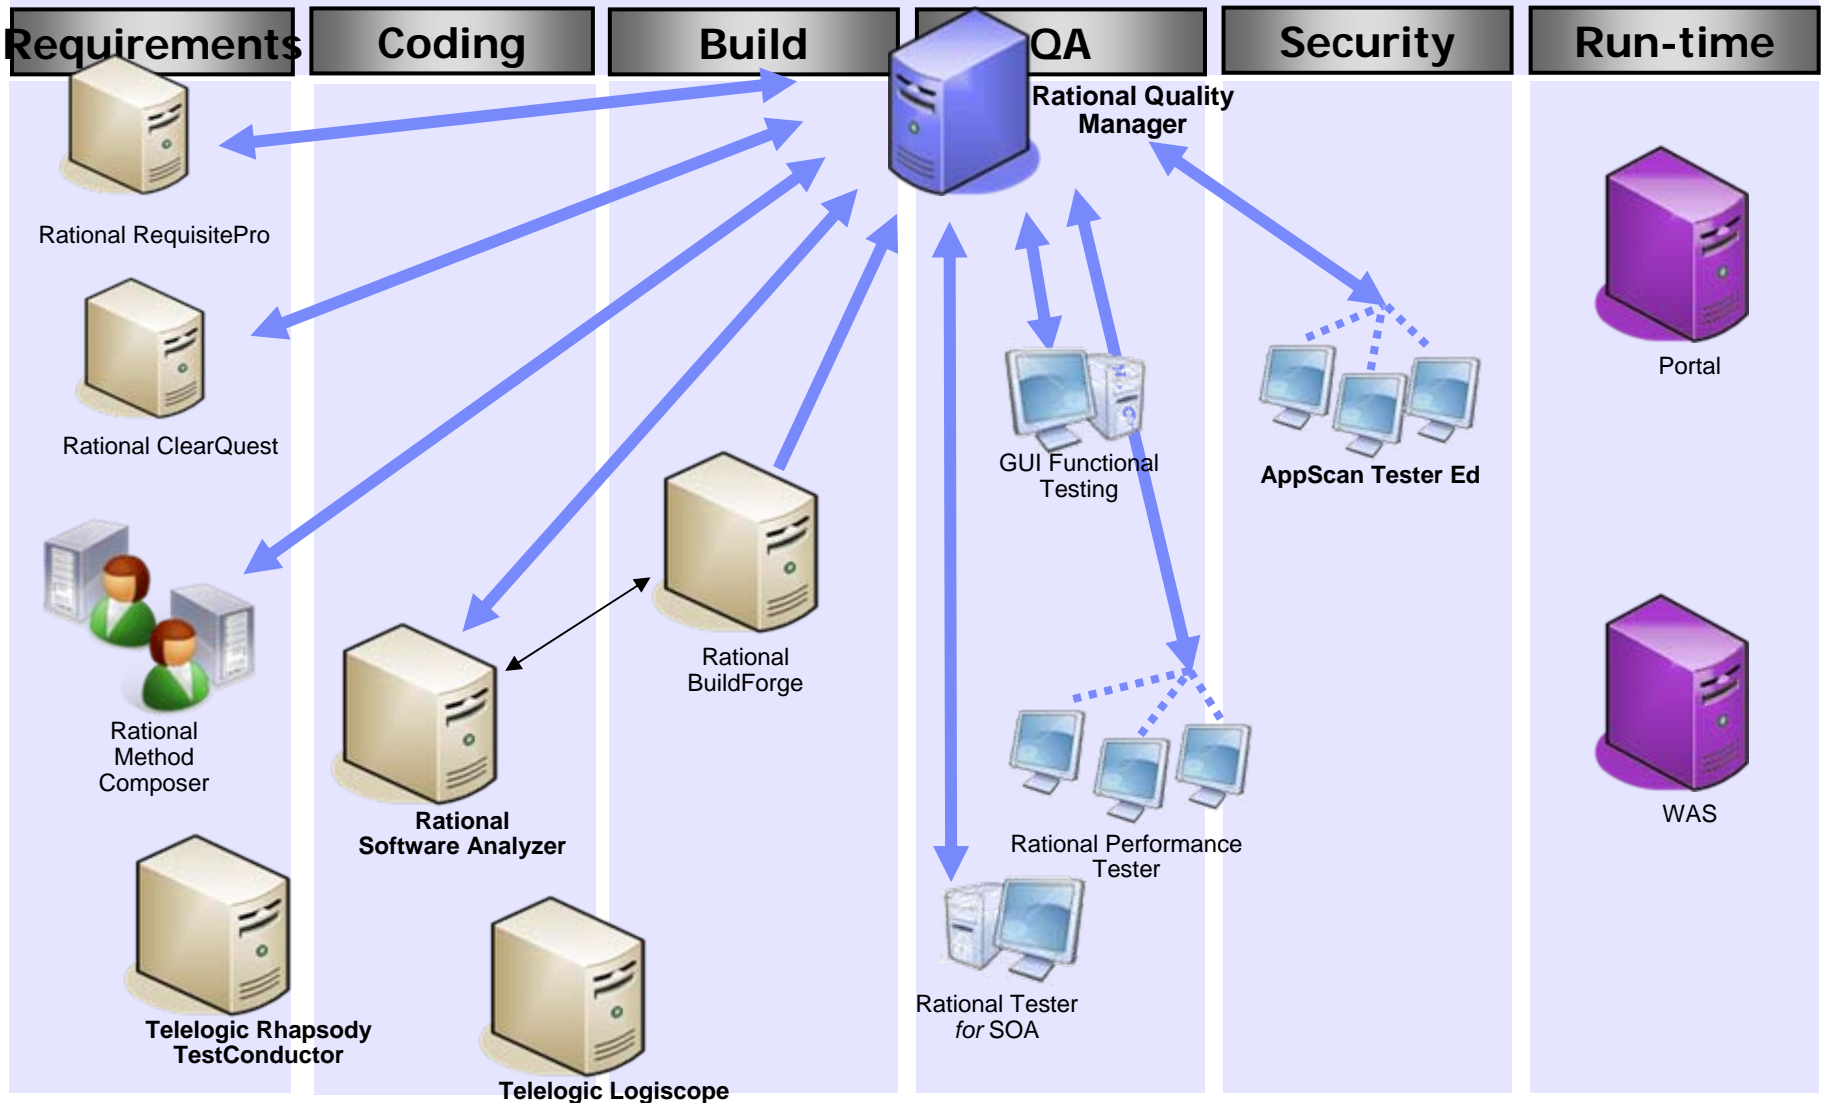 Requirements
Coding
Build
QA
Security
Run-time
Rational Quality
Manager
Rational RequisitePro
Rational ClearQuest
Rational
Method
Composer
Telelogic Rhapsody
TestConductor
Rational
Software Analyzer
Telelogic Logiscope
Rational
BuildForge
GUI Functional
Testing
Rational Performance
Tester
Rational Tester
for SOA
AppScan Tester Ed
Portal
WAS